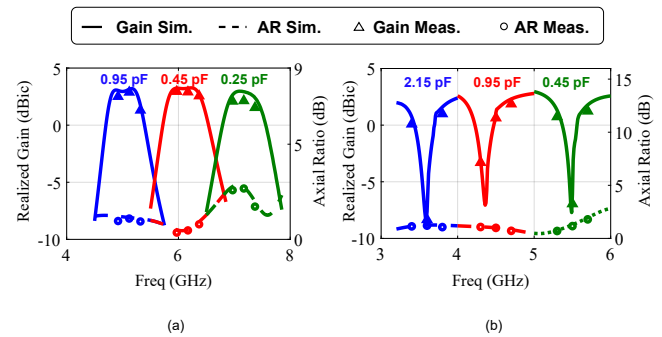 Gain Sim. AR Sim. Gain Meas. AR Meas.
0.95 pF 0.45 pF 0.25 pF
5
0
-5
-10
Realized Gain (dBic)
9
5
2
0
Axial Ratio (dB)
4 6 8
Freq (GHz)
(a)
2.15 pF 0.95 pF 0.45 pF
5
0
-5
-10
Realized Gain (dBic)
15
10
5
0
Axial Ratio (dB)
3 4 5 6
Freq (GHz)
(b)